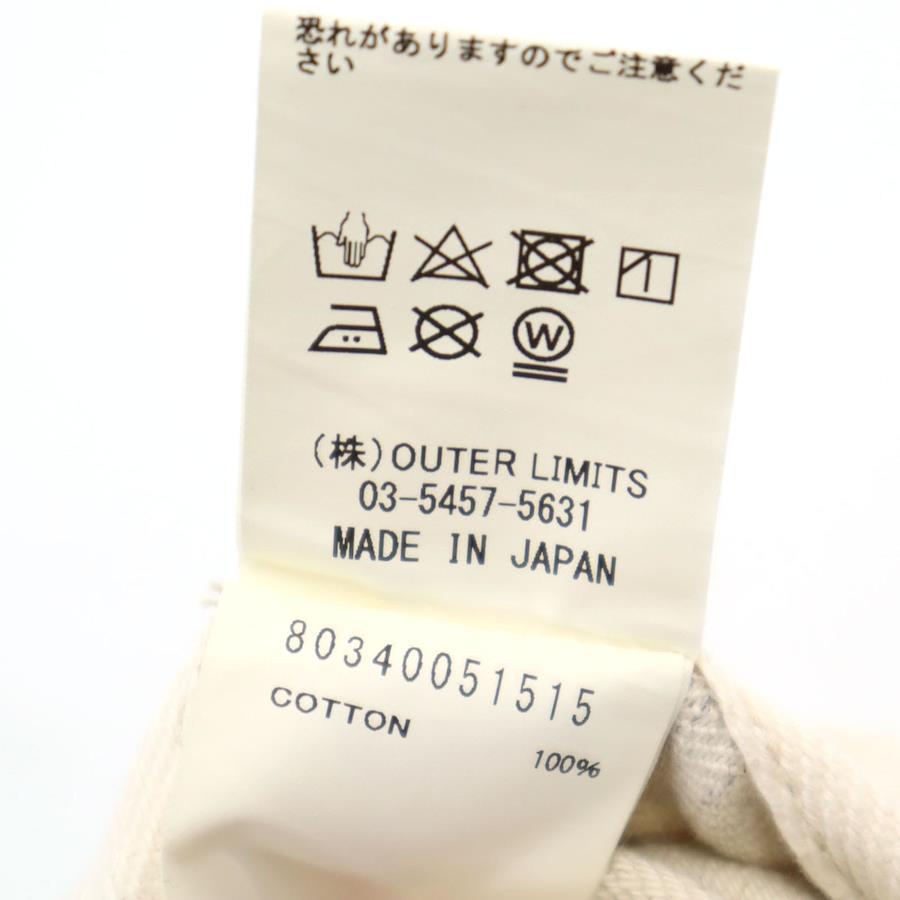 恐れがありますのでご注意くだ
さい
W
(株)OUTER LIMITS
03-5457-5631
MADE IN JAPAN
80340051515
COTTON
100%